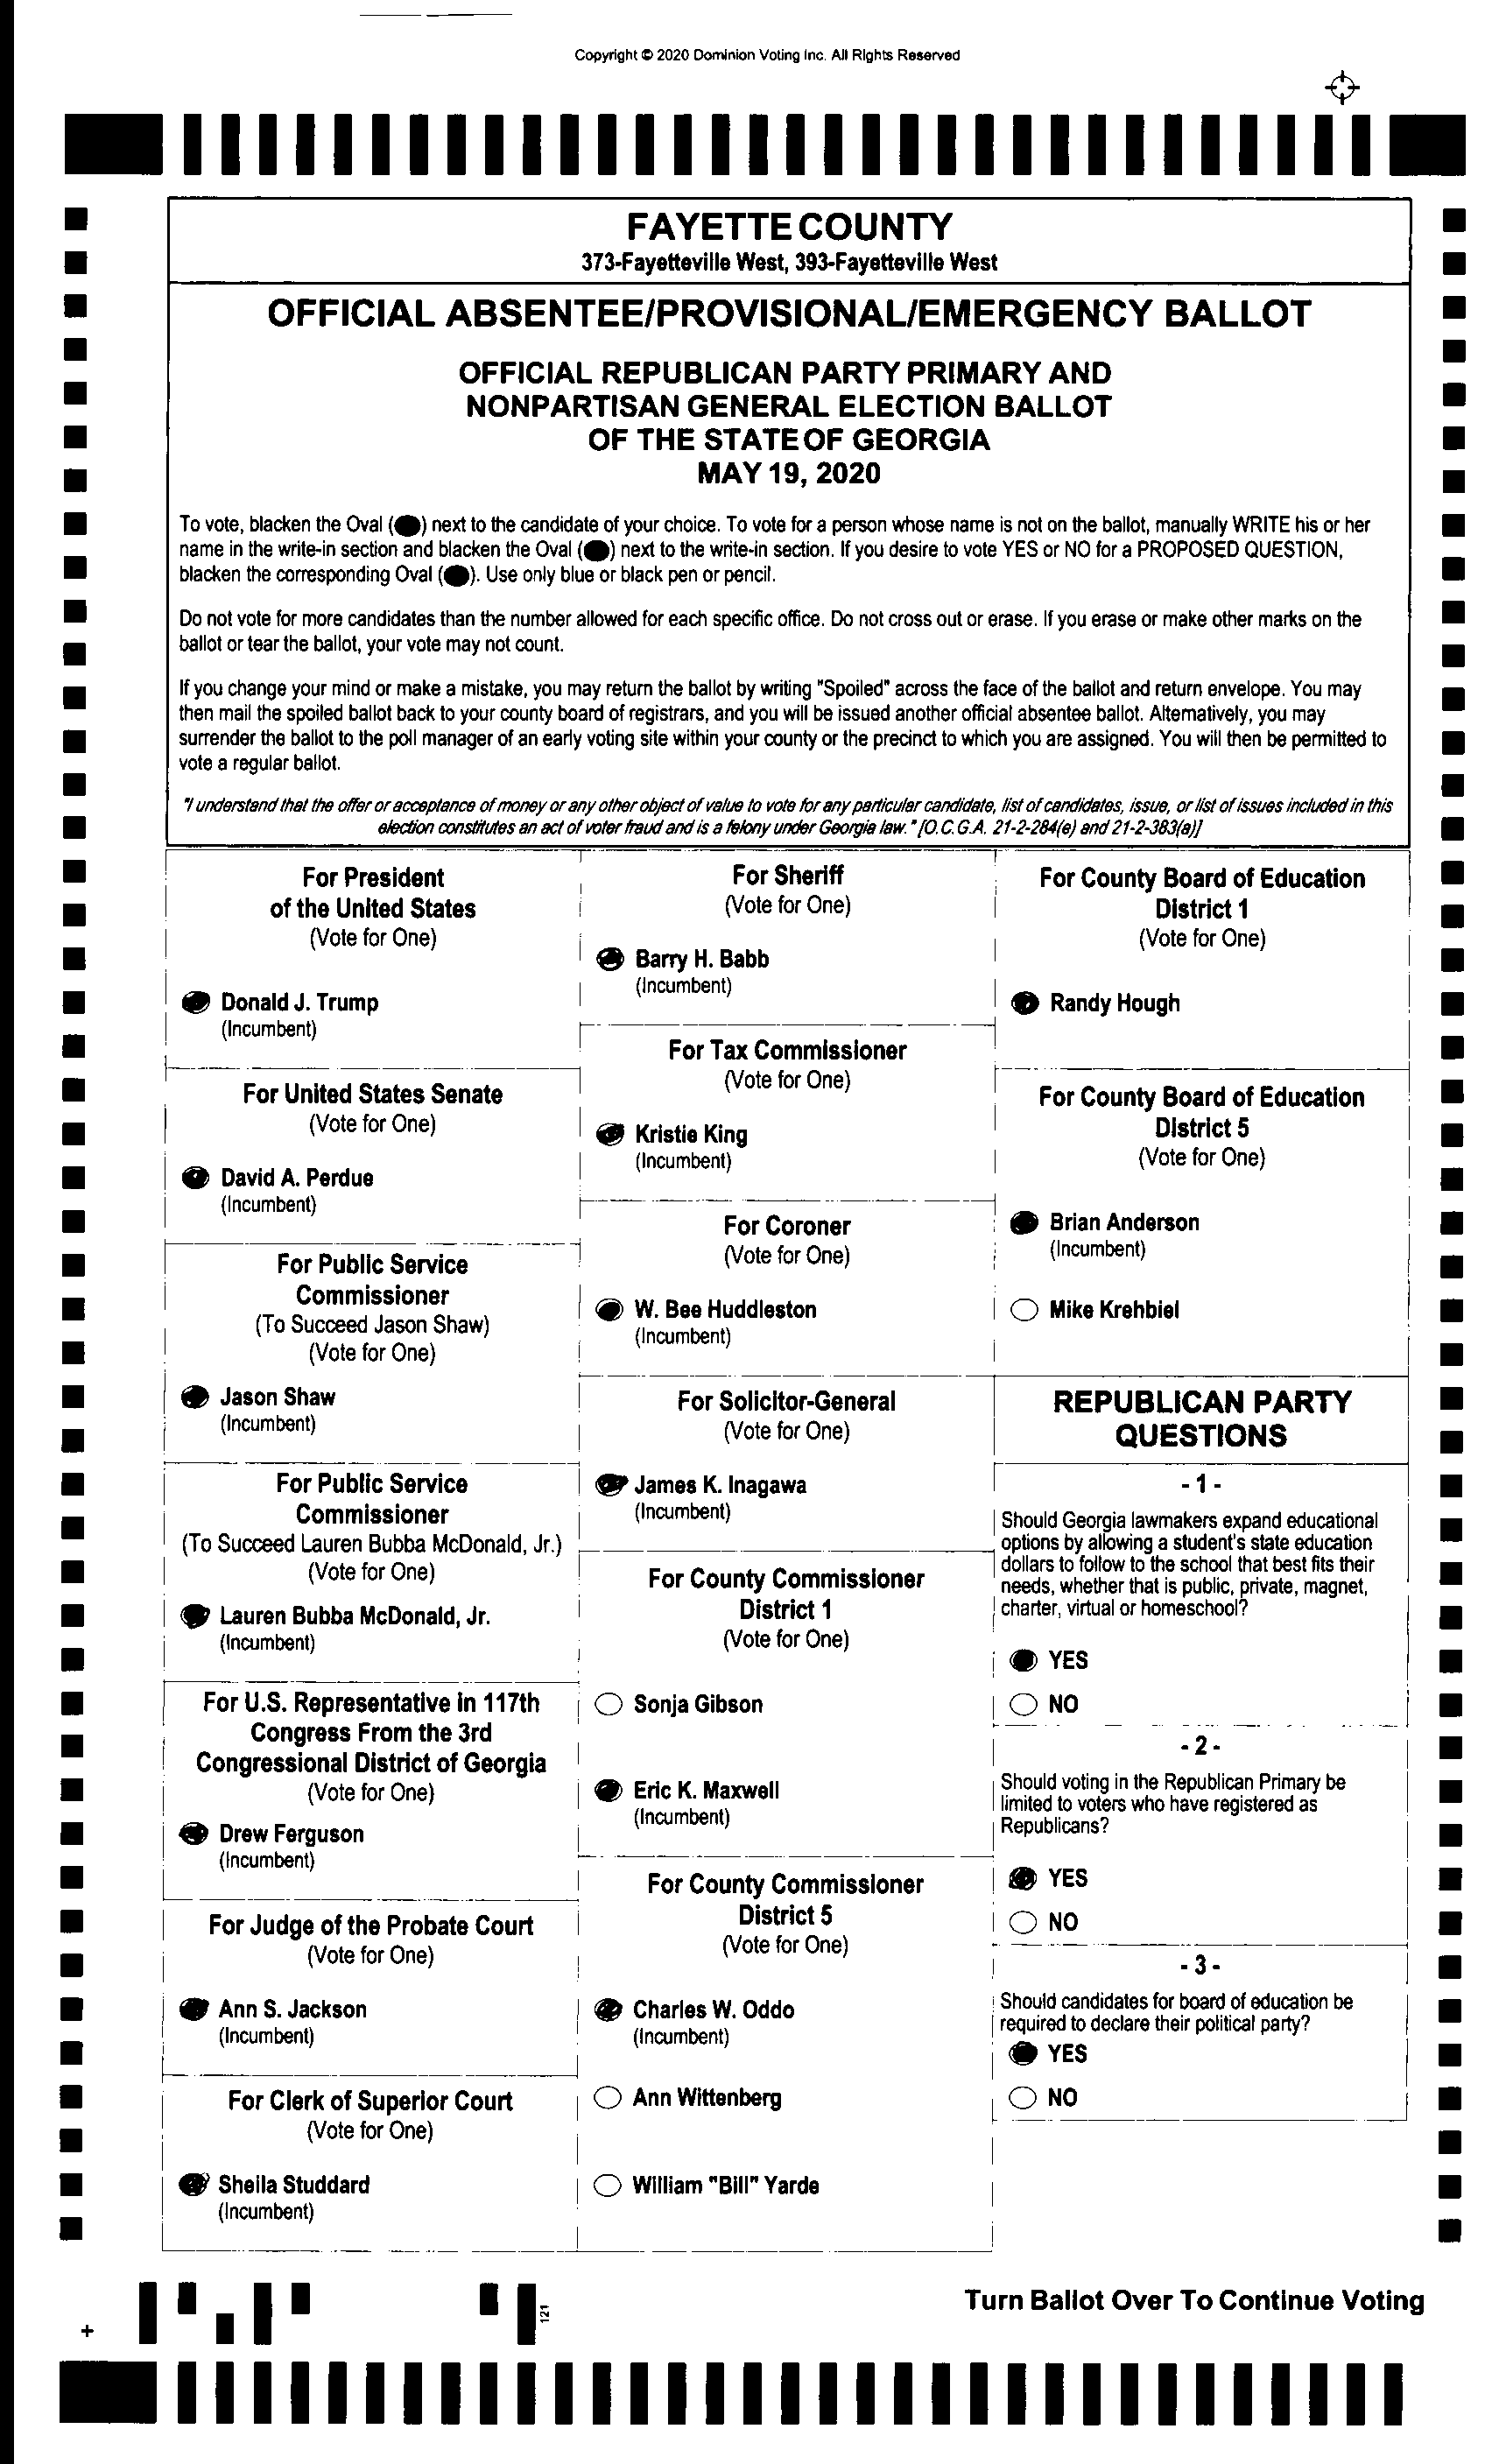 Copyright © 2020 Dominion Voting Inc. All Rights Reserved
FAYETTE COUNTY
373-Fayetteville West, 393-Fayetteville West
OFFICIAL ABSENTEE/PROVISIONAL/EMERGENCY BALLOT
OFFICIAL REPUBLICAN PARTY PRIMARY AND
NONPARTISAN GENERAL ELECTION BALLOT
OF THE STATE OF GEORGIA
MAY 19, 2020
To vote, blacken the Oval (⬬) next to the candidate of your choice. To vote for a person whose name is not on the ballot, manually WRITE his or her
name in the write-in section and blacken the Oval (⬬) next to the write-in section. If you desire to vote YES or NO for a PROPOSED QUESTION,
blacken the corresponding Oval (⬬). Use only blue or black pen or pencil.
Do not vote for more candidates than the number allowed for each specific office. Do not cross out or erase. If you erase or make other marks on the
ballot or tear the ballot, your vote may not count.
If you change your mind or make a mistake, you may return the ballot by writing "Spoiled" across the face of the ballot and return envelope. You may
then mail the spoiled ballot back to your county board of registrars, and you will be issued another official absentee ballot. Alternatively, you may
surrender the ballot to the poll manager of an early voting site within your county or the precinct to which you are assigned. You will then be permitted to
vote a regular ballot.
"I understand that the offer or acceptance of money or any other object of value to vote for any particular candidate, list of candidates, issue, or list of issues included in this
election constitutes an act of voter fraud and is a felony under Georgia law." [O.C.G.A. 21-2-284(e) and 21-2-383(a)]
For President
of the United States
(Vote for One)
Donald J. Trump
(Incumbent)
For United States Senate
(Vote for One)
David A. Perdue
(Incumbent)
For Public Service
Commissioner
(To Succeed Jason Shaw)
(Vote for One)
Jason Shaw
(Incumbent)
For Public Service
Commissioner
(To Succeed Lauren Bubba McDonald, Jr.)
(Vote for One)
Lauren Bubba McDonald, Jr.
(Incumbent)
For U.S. Representative in 117th
Congress From the 3rd
Congressional District of Georgia
(Vote for One)
Drew Ferguson
(Incumbent)
For Judge of the Probate Court
(Vote for One)
Ann S. Jackson
(Incumbent)
For Clerk of Superior Court
(Vote for One)
Sheila Studdard
(Incumbent)
For Sheriff
(Vote for One)
Barry H. Babb
(Incumbent)
For Tax Commissioner
(Vote for One)
Kristie King
(Incumbent)
For Coroner
(Vote for One)
W. Bee Huddleston
(Incumbent)
For Solicitor-General
(Vote for One)
James K. Inagawa
(Incumbent)
For County Commissioner
District 1
(Vote for One)
Sonja Gibson
Eric K. Maxwell
(Incumbent)
For County Commissioner
District 5
(Vote for One)
Charles W. Oddo
(Incumbent)
Ann Wittenberg
William "Bill" Yarde
For County Board of Education
District 1
(Vote for One)
Randy Hough
For County Board of Education
District 5
(Vote for One)
Brian Anderson
(Incumbent)
Mike Krehbiel
REPUBLICAN PARTY
QUESTIONS
- 1 -
Should Georgia lawmakers expand educational
options by allowing a student's state education
dollars to follow to the school that best fits their
needs, whether that is public, private, magnet,
charter, virtual or homeschool?
YES
NO
- 2 -
Should voting in the Republican Primary be
limited to voters who have registered as
Republicans?
YES
NO
- 3 -
Should candidates for board of education be
required to declare their political party?
YES
NO
121
Turn Ballot Over To Continue Voting
+